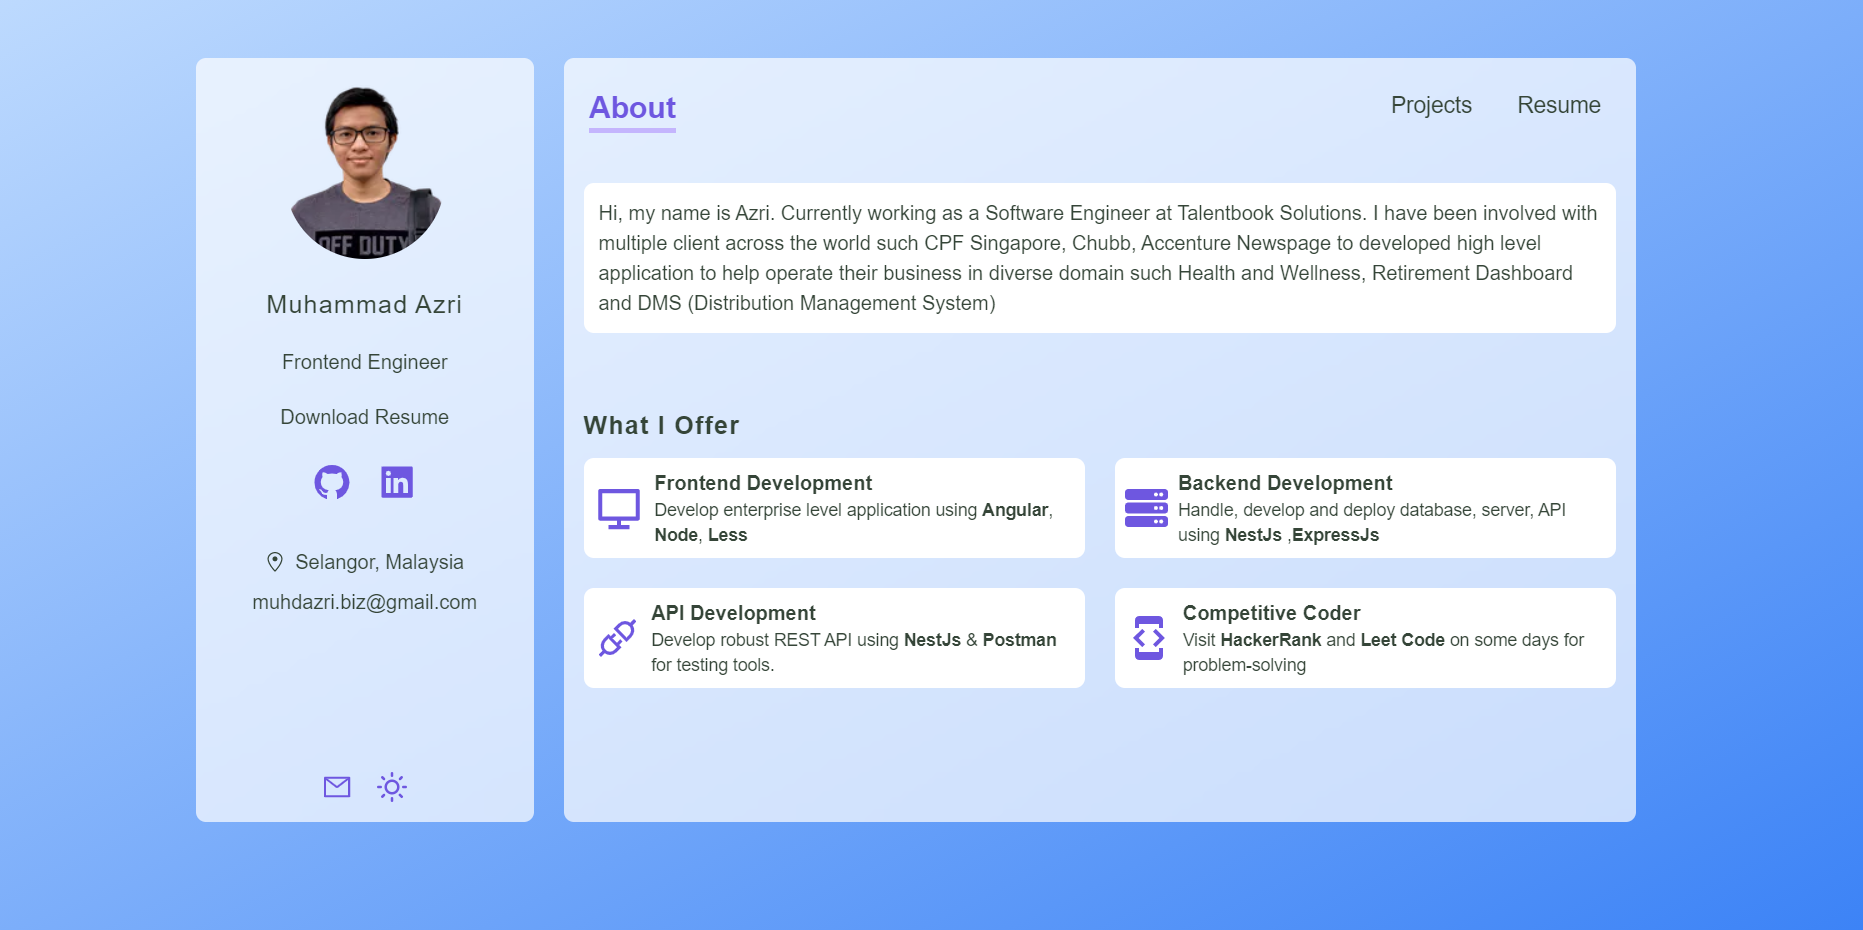 OFF DUTY
Muhammad Azri
Frontend Engineer
Download Resume
in
Selangor, Malaysia
muhdazri.biz@gmail.com
About
Projects
Resume
Hi, my name is Azri. Currently working as a Software Engineer at Talentbook Solutions. I have been involved with
multiple client across the world such CPF Singapore, Chubb, Accenture Newspage to developed high level
application to help operate their business in diverse domain such Health and Wellness, Retirement Dashboard
and DMS (Distribution Management System)
What I Offer
Frontend Development
Develop enterprise level application using Angular,
Node, Less
Backend Development
Handle, develop and deploy database, server, API
using NestJs ,ExpressJs
API Development
Develop robust REST API using NestJs & Postman
for testing tools.
Competitive Coder
Visit HackerRank and Leet Code on some days for
problem-solving